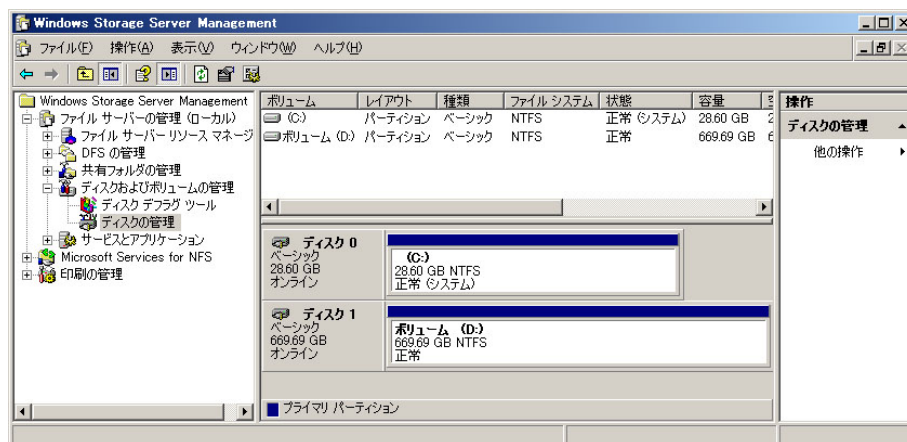 Windows Storage Server Management
ファイル(F) 操作(A) 表示(V) ウィンドウ(W) ヘルプ(H)
Windows Storage Server Management
ファイル サーバーの管理 (ローカル)
ファイル サーバー リソース マネージ
DFS の管理
共有フォルダの管理
ディスクおよびボリュームの管理
ディスク デフラグ ツール
ディスクの管理
サービスとアプリケーション
Microsoft Services for NFS
印刷の管理
ボリューム レイアウト 種類 ファイル システム 状態 容量
(C:) パーティション ベーシック NTFS 正常 (システム) 28.60 GB
ボリューム (D:) パーティション ベーシック NTFS 正常 669.69 GB
ディスク 0
ベーシック
28.60 GB
オンライン
(C:)
28.60 GB NTFS
正常 (システム)
ディスク 1
ベーシック
669.69 GB
オンライン
ボリューム (D:)
669.69 GB NTFS
正常
プライマリ パーティション
操作
ディスクの管理
他の操作